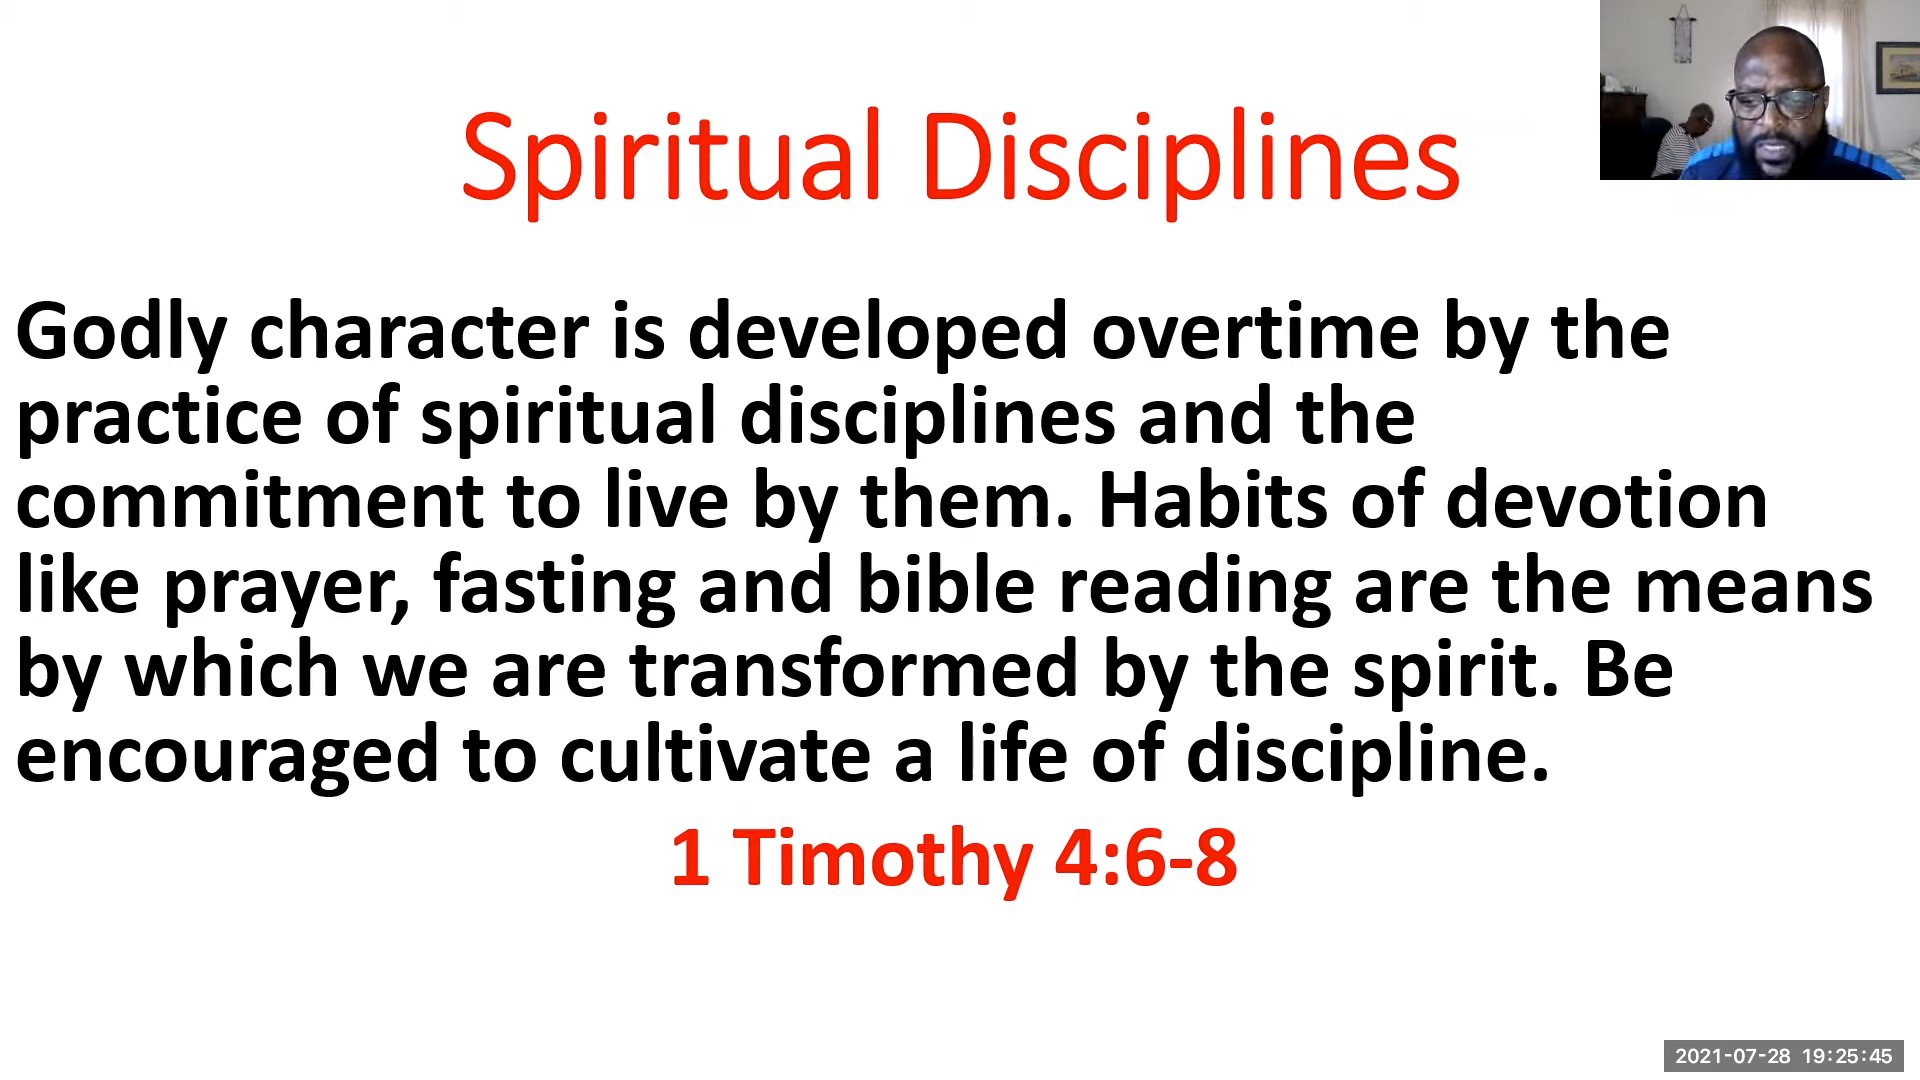 Spiritual Disciplines
Godly character is developed overtime by the
practice of spiritual disciplines and the
commitment to live by them. Habits of devotion
like prayer, fasting and bible reading are the means
by which we are transformed by the spirit. Be
encouraged to cultivate a life of discipline.
1 Timothy 4:6-8
2021-07-28 19:25:45